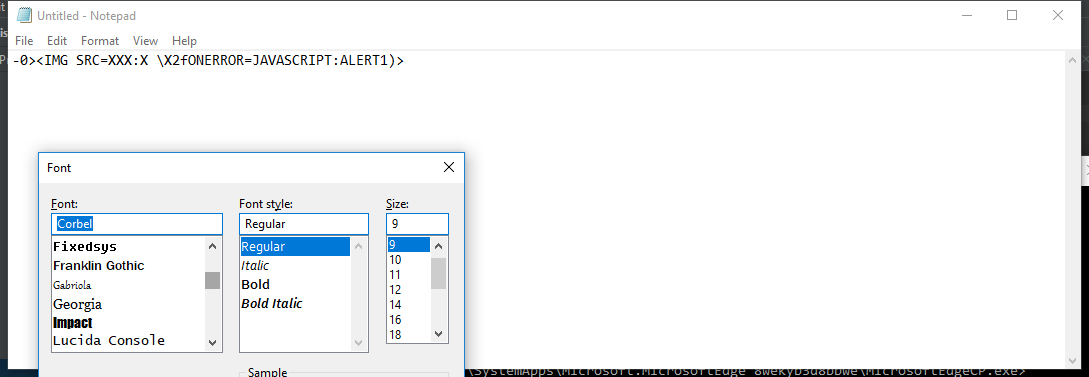 Untitled - Notepad
File Edit Format View Help
-0><IMG SRC=XXX:X \X2fONERROR=JAVASCRIPT:ALERT1)>
Font
Font: Font style: Size:
Corbel Regular 9
Fixedsys Regular 9
Franklin Gothic Italic 10
Gabriola Bold 11
Georgia Bold Italic 12
Impact 14
Lucida Console 16
18
Sample
\SystemApps\Microsoft.MicrosoftEdge_8wekyb3d8bbwe\MicrosoftEdgeCP.exe>